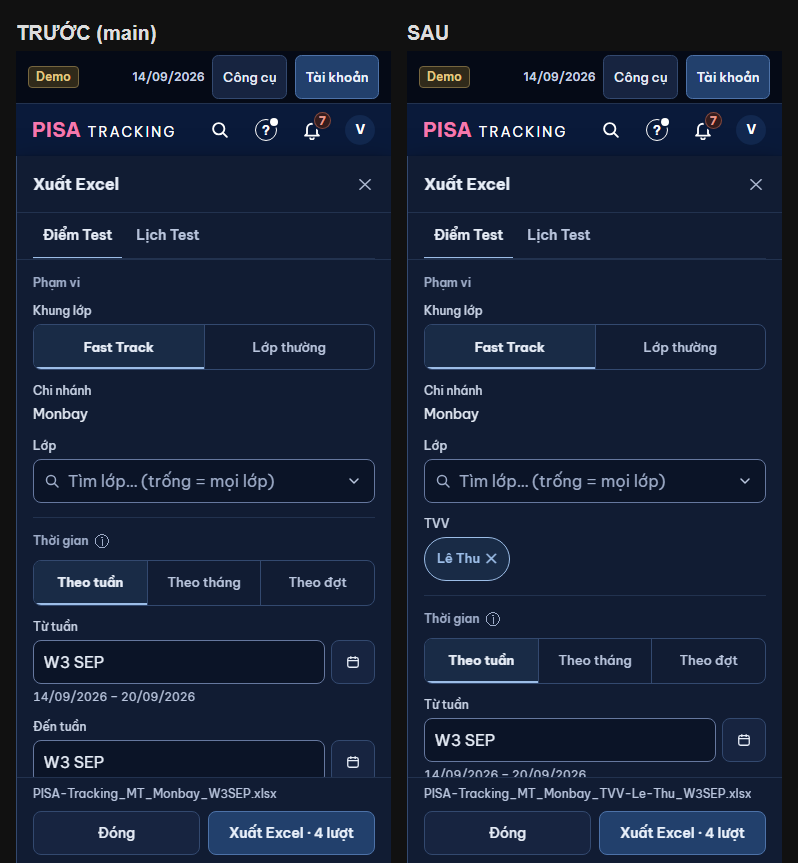 TRƯỚC (main)
Demo 14/09/2026 Công cụ Tài khoản
PISA TRACKING ? 7 V
Xuất Excel
Điểm Test Lịch Test
Phạm vi
Khung lớp
Fast Track Lớp thường
Chi nhánh
Monbay
Lớp
Tìm lớp... (trống = mọi lớp)
Thời gian
Theo tuần Theo tháng Theo đợt
Từ tuần
W3 SEP
14/09/2026 – 20/09/2026
Đến tuần
W3 SEP
PISA-Tracking_MT_Monbay_W3SEP.xlsx
Đóng Xuất Excel · 4 lượt
SAU
Demo 14/09/2026 Công cụ Tài khoản
PISA TRACKING ? 7 V
Xuất Excel
Điểm Test Lịch Test
Phạm vi
Khung lớp
Fast Track Lớp thường
Chi nhánh
Monbay
Lớp
Tìm lớp... (trống = mọi lớp)
TVV
Lê Thu
Thời gian
Theo tuần Theo tháng Theo đợt
Từ tuần
W3 SEP
14/09/2026 – 20/09/2026
PISA-Tracking_MT_Monbay_TVV-Le-Thu_W3SEP.xlsx
Đóng Xuất Excel · 4 lượt